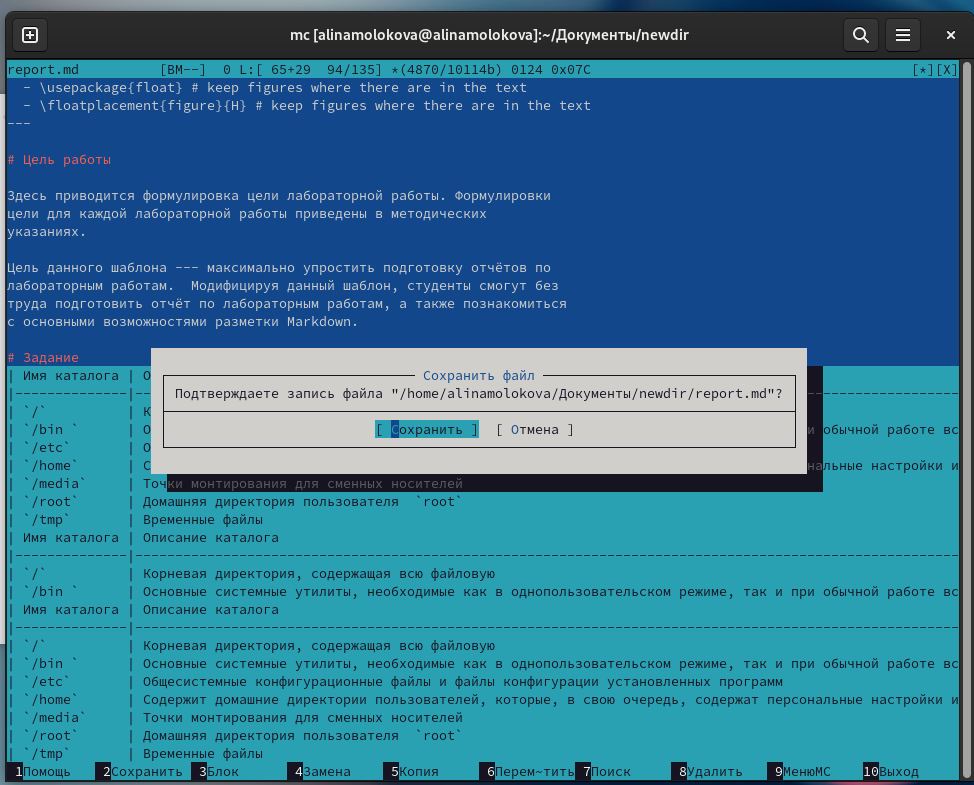 mc [alinamolokova@alinamolokova]:~/Документы/newdir
report.md [BM--] 0 L:[ 65+29 94/135] *(4870/10114b) 0124 0x07C [*][X]
- \usepackage{float} # keep figures where there are in the text
- \floatplacement{figure}{H} # keep figures where there are in the text
---
# Цель работы
Здесь приводится формулировка цели лабораторной работы. Формулировки
цели для каждой лабораторной работы приведены в методических
указаниях.
Цель данного шаблона --- максимально упростить подготовку отчётов по
лабораторным работам.  Модифицируя данный шаблон, студенты смогут без
труда подготовить отчёт по лабораторным работам, а также познакомиться
с основными возможностями разметки Markdown.
# Задание
| Имя каталога | О
Сохранить файл
|--------------|
Подтверждаете запись файла "/home/alinamolokova/Документы/newdir/report.md"?
| `/` | К
| `/bin ` | О
[ Сохранить ] [ Отмена ]
и обычной работе вс
| `/etc` | О
| `/home` | С
нальные настройки и
| `/media` | Точки монтирования для сменных носителей
| `/root` | Домашняя директория пользователя  `root`
| `/tmp` | Временные файлы
| Имя каталога | Описание каталога
|--------------|--------------------------------------------------------
| `/` | Корневая директория, содержащая всю файловую
| `/bin ` | Основные системные утилиты, необходимые как в однопользовательском режиме, так и при обычной работе вс
| Имя каталога | Описание каталога
|--------------|--------------------------------------------------------
| `/` | Корневая директория, содержащая всю файловую
| `/bin ` | Основные системные утилиты, необходимые как в однопользовательском режиме, так и при обычной работе вс
| `/etc` | Общесистемные конфигурационные файлы и файлы конфигурации установленных программ
| `/home` | Содержит домашние директории пользователей, которые, в свою очередь, содержат персональные настройки и
| `/media` | Точки монтирования для сменных носителей
| `/root` | Домашняя директория пользователя  `root`
| `/tmp` | Временные файлы
1Помощь 2Сохранить 3Блок 4Замена 5Копия 6Перем~тить 7Поиск 8Удалить 9МенюMC 10Выход